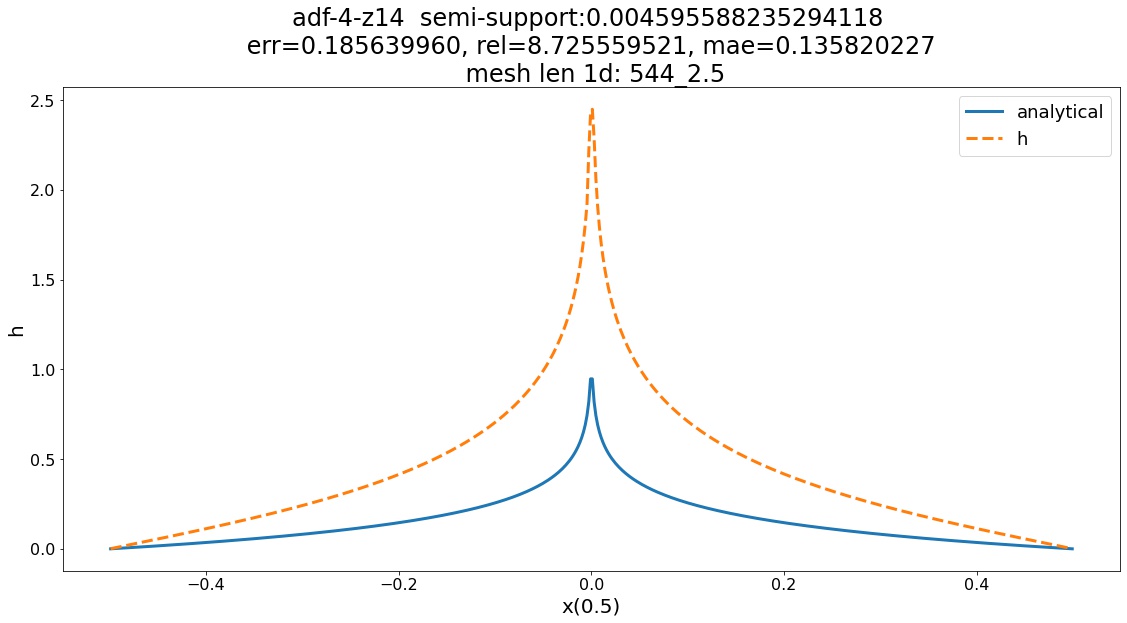 adf-4-z14  semi-support:0.004595588235294118
err=0.185639960, rel=8.725559521, mae=0.135820227
mesh len 1d: 544_2.5
2.5
2.0
1.5
1.0
0.5
0.0
h
analytical
h
−0.4
−0.2
0.0
0.2
0.4
x(0.5)